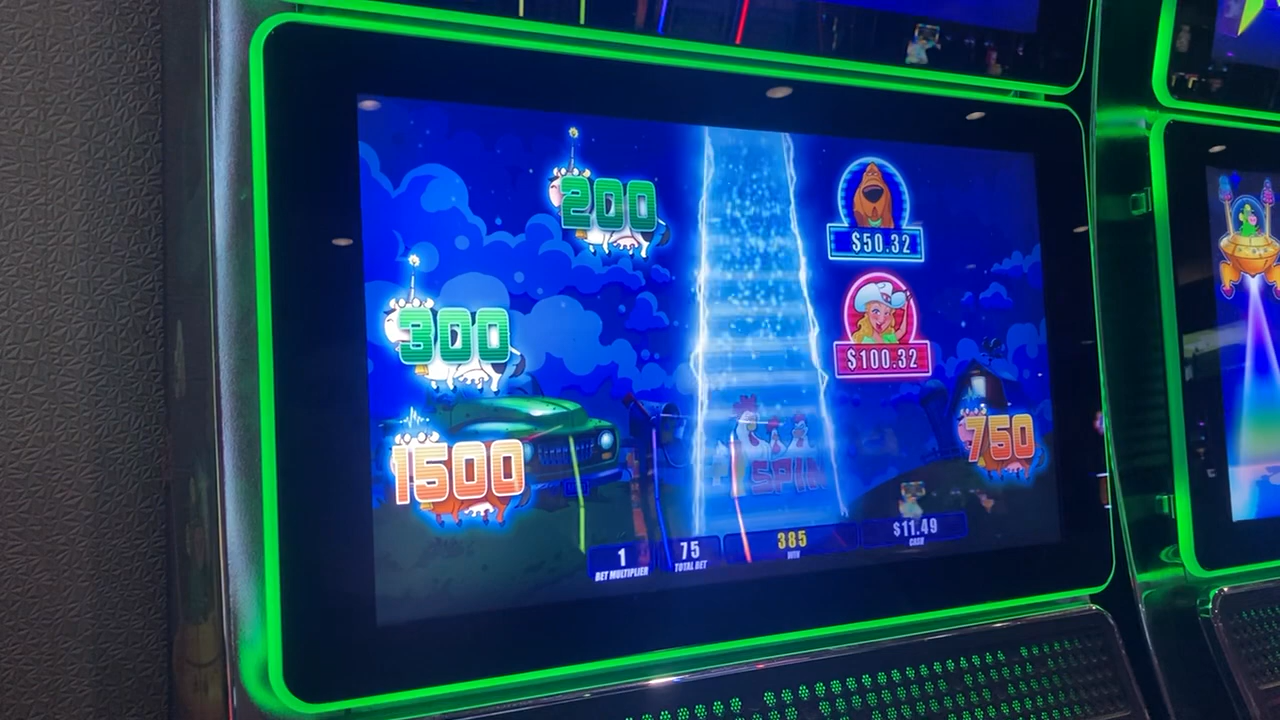 200
$50.32
300
$100.32
1500
750
SPIN
1
BET MULTIPLIER
75
TOTAL BET
385
WIN
$11.49
CASH